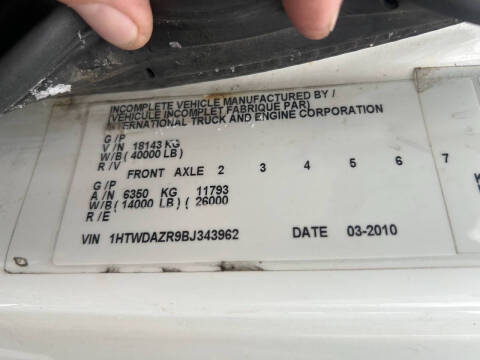 INCOMPLETE VEHICLE MANUFACTURED BY /
(VEHICULE INCOMPLET FABRIQUE PAR)
INTERNATIONAL TRUCK AND ENGINE CORPORATION
G / P
V / N 18143 KG
W/B ( 40000 LB )
R / V
FRONT AXLE 2 3 4 5 6 7
G / P
A / N 6350 KG 11793
W/B ( 14000 LB ) ( 26000
R / E
VIN 1HTWDAZR9BJ343962 DATE 03-2010